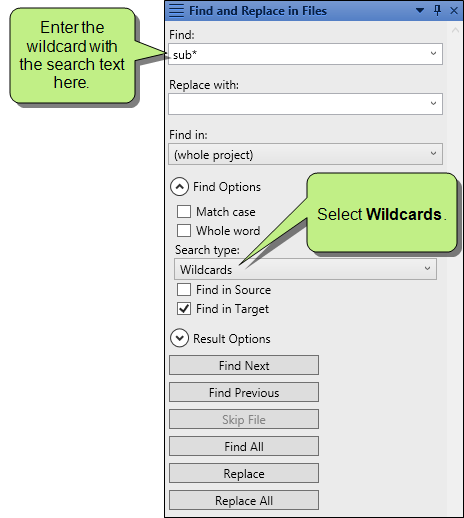 Enter the
wildcard with
the search text
here.
Find and Replace in Files
Find:
sub*
Replace with:
Find in:
(whole project)
Find Options
Match case
Whole word
Search type:
Wildcards
Select Wildcards.
Find in Source
Find in Target
Result Options
Find Next
Find Previous
Skip File
Find All
Replace
Replace All